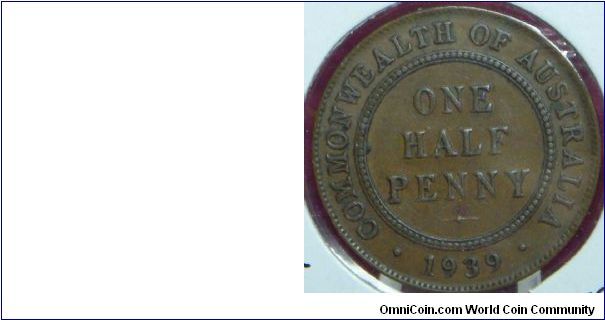 COMMONWEALTH OF AUSTRALIA
ONE
HALF
PENNY
· 1939 ·
OmniCoin.com World Coin Community